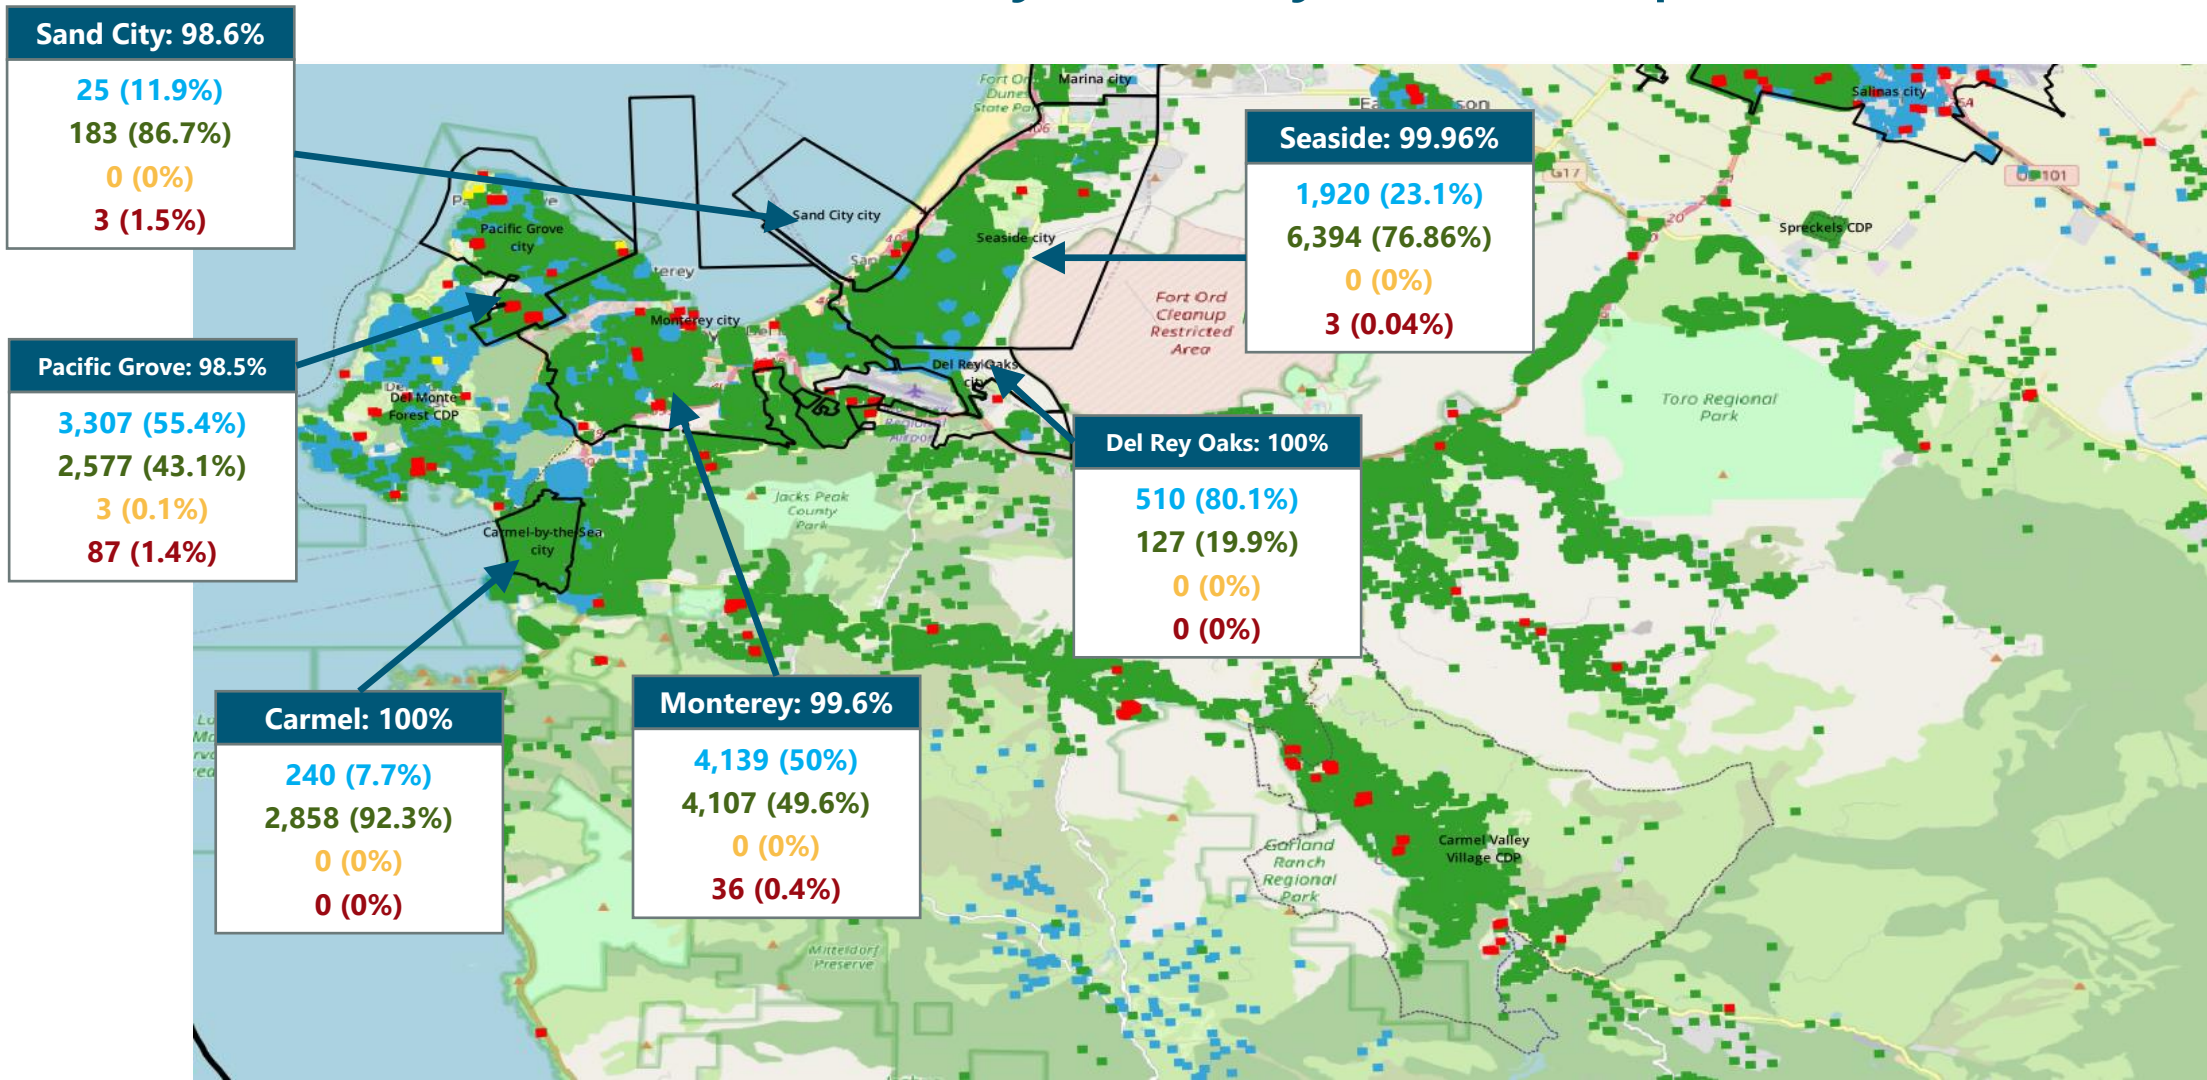 Sand City: 98.6%
25 (11.9%)
183 (86.7%)
0 (0%)
3 (1.5%)
Pacific Grove: 98.5%
3,307 (55.4%)
2,577 (43.1%)
3 (0.1%)
87 (1.4%)
Carmel: 100%
240 (7.7%)
2,858 (92.3%)
0 (0%)
0 (0%)
Monterey: 99.6%
4,139 (50%)
4,107 (49.6%)
0 (0%)
36 (0.4%)
Del Rey Oaks: 100%
510 (80.1%)
127 (19.9%)
0 (0%)
0 (0%)
Seaside: 99.96%
1,920 (23.1%)
6,394 (76.86%)
0 (0%)
3 (0.04%)
Marina city
Salinas city
G17
101
Spreckels CDP
20
Sand City city
Seaside city
Pacific Grove
city
Monterey city
Fort Ord
Cleanup
Restricted
Area
Del Rey Oaks
city
Regional
Airport
Del Monte
Forest CDP
Toro Regional
Park
Jacks Peak
County
Park
Carmel-by-the-Sea
city
Carmel Valley
Village CDP
Garland
Ranch
Regional
Park
Mitteldorf
Preserve